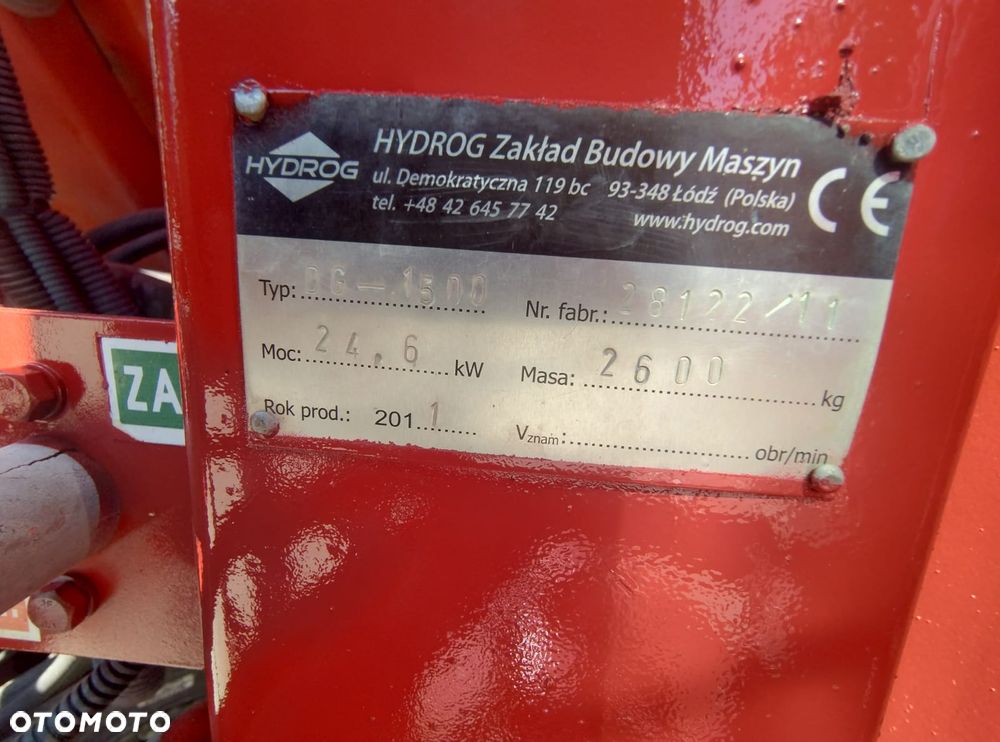 HYDROG
HYDROG Zakład Budowy Maszyn
ul. Demokratyczna 119 bc 93-348 Łódź (Polska)
tel. +48 42 645 77 42 www.hydrog.com
CE
Typ: DG-1500 Nr. fabr.: 28122/11
Moc: 24.6 kW Masa: 2600 kg
Rok prod.: 2011 Vznam: obr/min
ZA
OTOMOTO